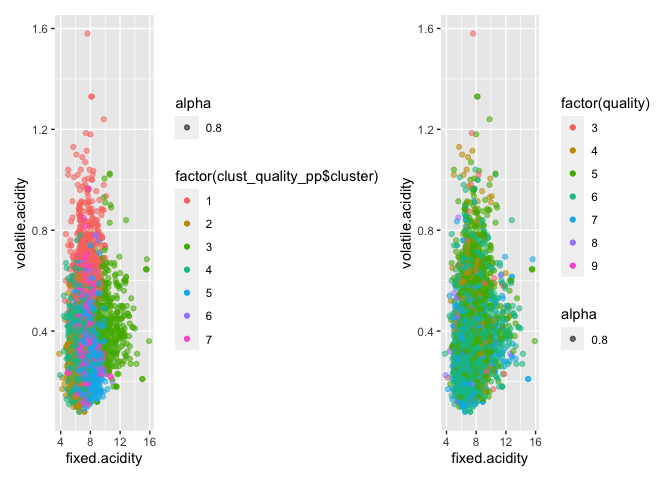 1.6
1.2
0.8
0.4
volatile.acidity
4 8 12 16
fixed.acidity
alpha
0.8
factor(clust_quality_pp$cluster)
1
2
3
4
5
6
7
1.6
1.2
0.8
0.4
volatile.acidity
4 8 12 16
fixed.acidity
factor(quality)
3
4
5
6
7
8
9
alpha
0.8